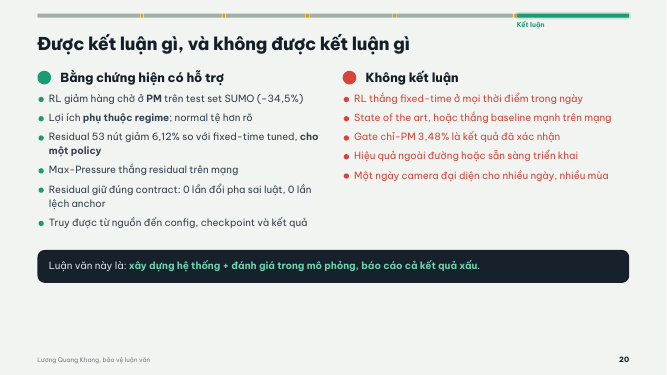 Kết luận
Được kết luận gì, và không được kết luận gì
Bằng chứng hiện có hỗ trợ
RL giảm hàng chờ ở PM trên test set SUMO (−34,5%)
Lợi ích phụ thuộc regime; normal tệ hơn rõ
Residual 53 nút giảm 6,12% so với fixed-time tuned, cho
một policy
Max-Pressure thắng residual trên mạng
Residual giữ đúng contract: 0 lần đổi pha sai luật, 0 lần
lệch anchor
Truy được từ nguồn đến config, checkpoint và kết quả
Không kết luận
RL thắng fixed-time ở mọi thời điểm trong ngày
State of the art, hoặc thắng baseline mạnh trên mạng
Gate chỉ-PM 3,48% là kết quả đã xác nhận
Hiệu quả ngoài đường hoặc sẵn sàng triển khai
Một ngày camera đại diện cho nhiều ngày, nhiều mùa
Luận văn này là: xây dựng hệ thống + đánh giá trong mô phỏng, báo cáo cả kết quả xấu.
Lương Quang Khang, bảo vệ luận văn
20